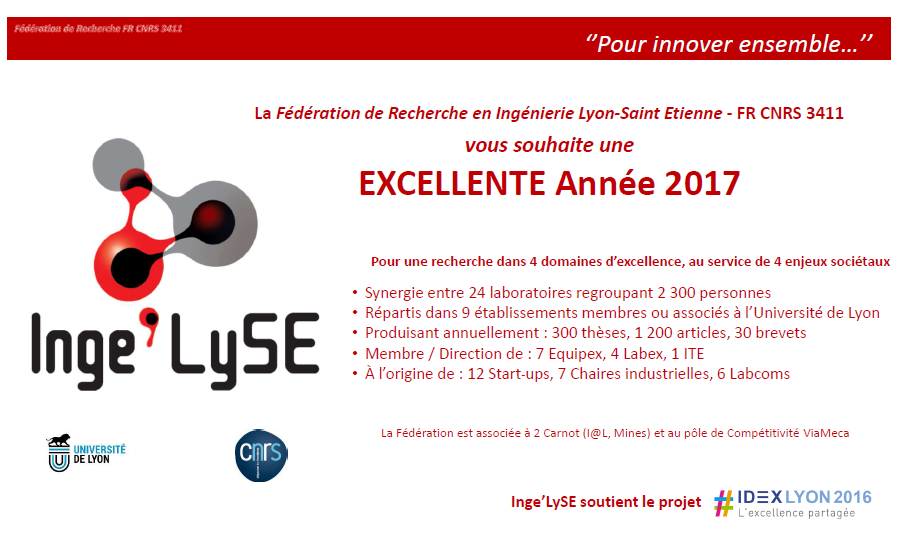 Fédération de Recherche FR CNRS 3411
‘’Pour innover ensemble…’’
La Fédération de Recherche en Ingénierie Lyon-Saint Etienne - FR CNRS 3411
vous souhaite une
EXCELLENTE Année 2017
Pour une recherche dans 4 domaines d’excellence, au service de 4 enjeux sociétaux
• Synergie entre 24 laboratoires regroupant 2 300 personnes
• Répartis dans 9 établissements membres ou associés à l’Université de Lyon
• Produisant annuellement : 300 thèses, 1 200 articles, 30 brevets
• Membre / Direction de : 7 Equipex, 4 Labex, 1 ITE
• À l’origine de : 12 Start-ups, 7 Chaires industrielles, 6 Labcoms
Inge’LySE
La Fédération est associée à 2 Carnot (I@L, Mines) et au pôle de Compétitivité ViaMeca
UNIVERSITÉ
DE LYON
cnrs
Inge’LySE soutient le projet
# IDEXLYON 2016
L’excellence partagée